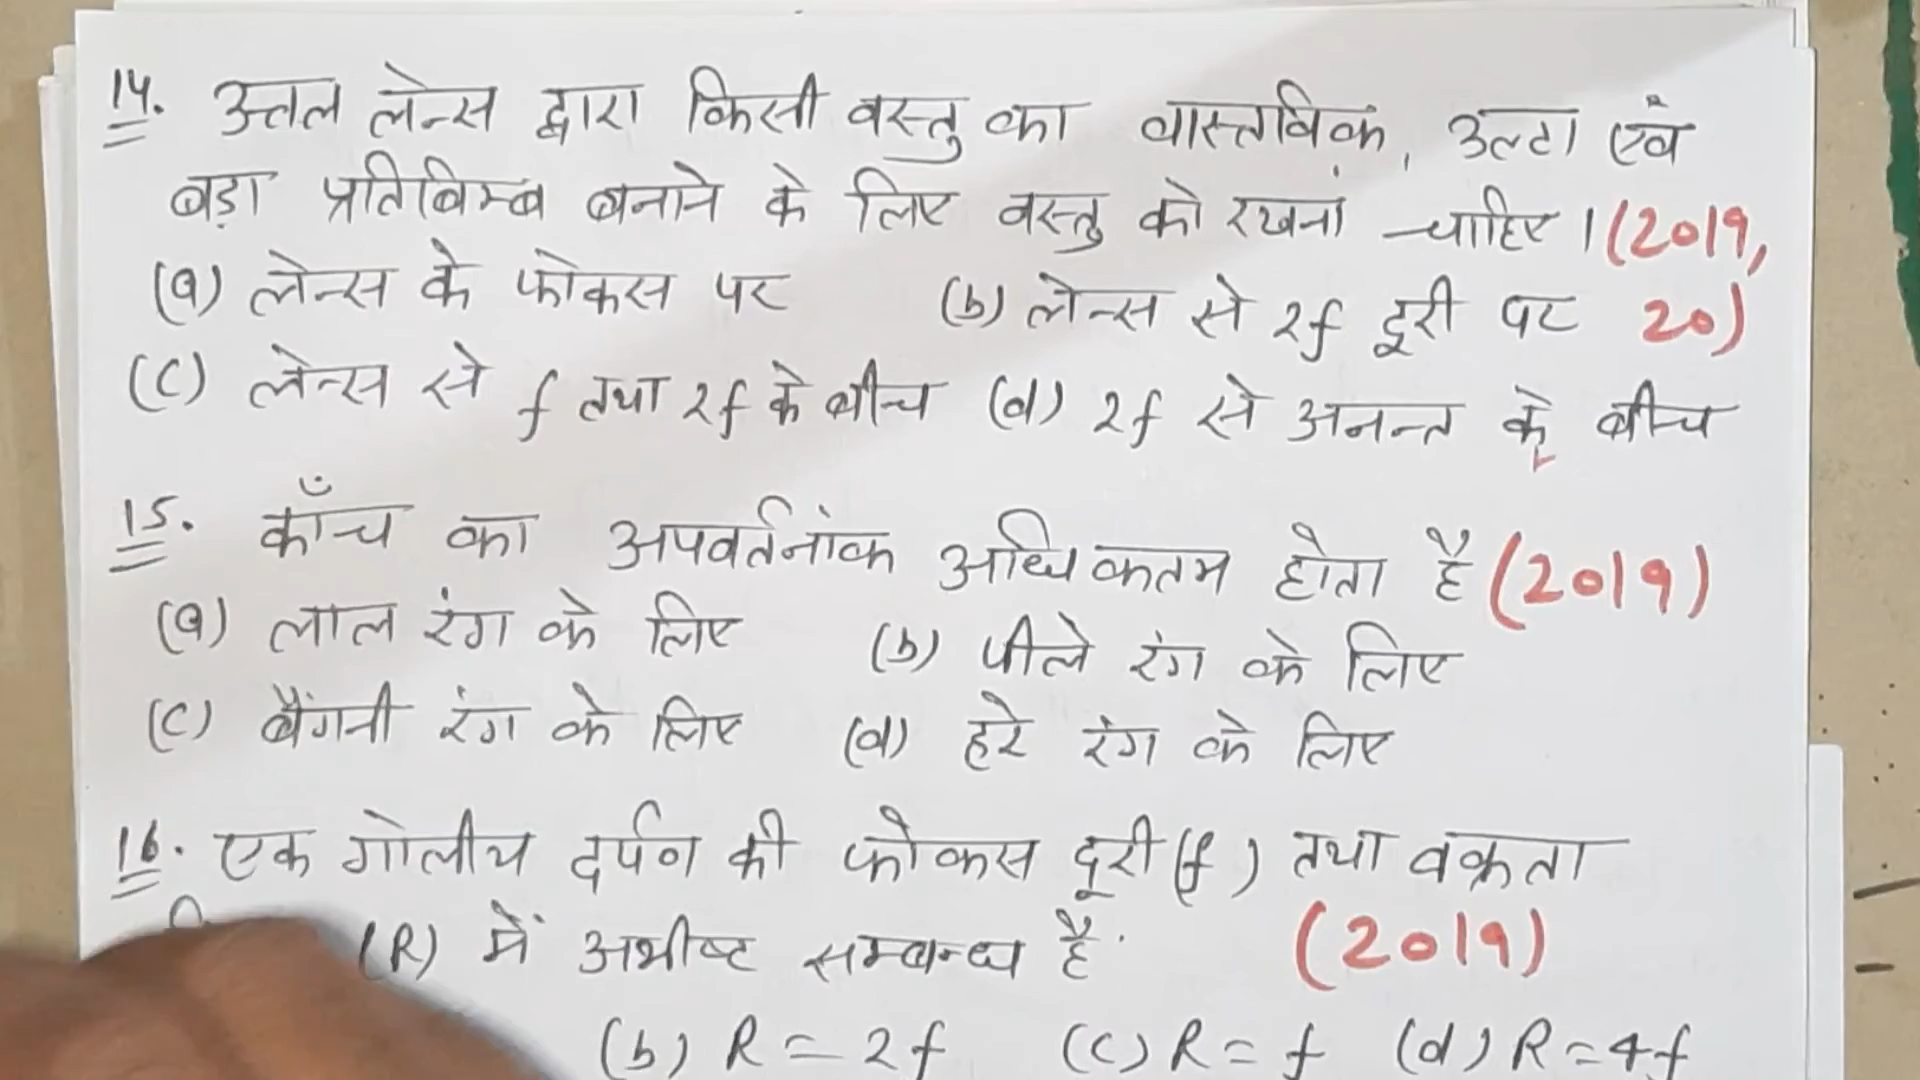 14. उत्तल लेन्स द्वारा किसी वस्तु का वास्तविक, उल्टा एवं
बड़ा प्रतिबिम्ब बनाने के लिए वस्तु को रखना चाहिए । (2019,
(a) लेन्स के फोकस पर (b) लेन्स से 2f दूरी पर 20)
(c) लेन्स से f तथा 2f के बीच (d) 2f से अनन्त के बीच
15. काँच का अपवर्तनांक अधिकतम होता है (2019)
(a) लाल रंग के लिए (b) पीले रंग के लिए
(c) बैंगनी रंग के लिए (d) हरे रंग के लिए
16. एक गोलीय दर्पण की फोकस दूरी (f) तथा वक्रता
(R) में अभीष्ट सम्बन्ध है. (2019)
(b) R = 2f (c) R = f (d) R = 4f